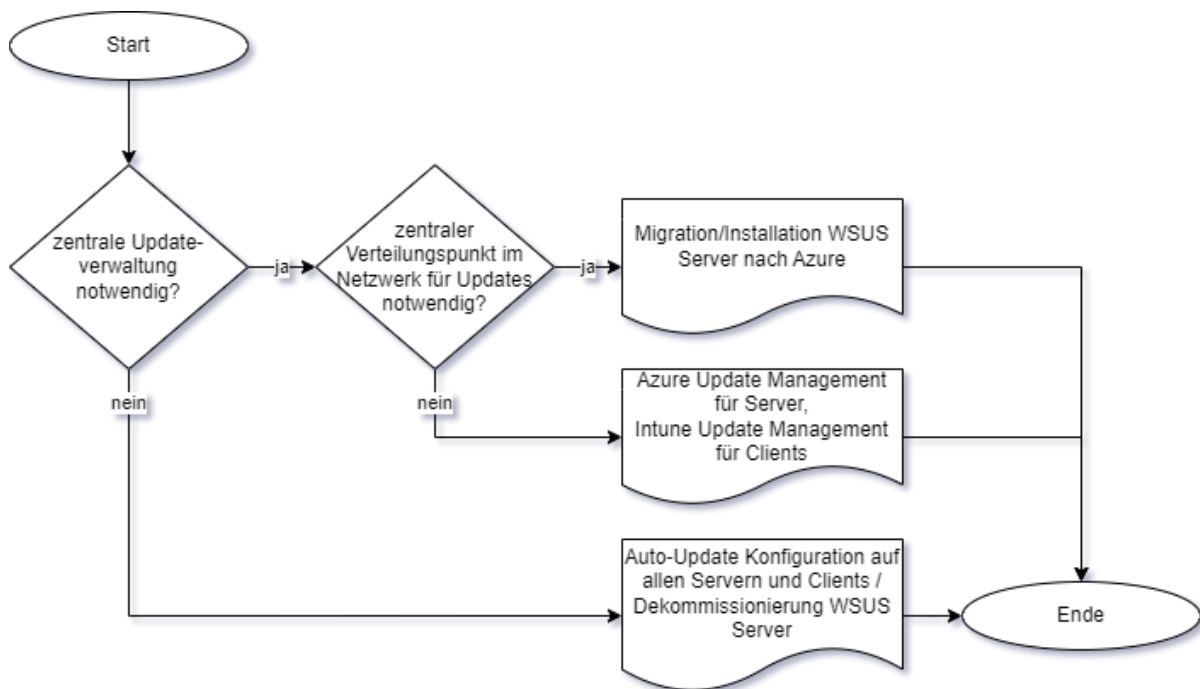 Start
zentrale Update-
verwaltung
notwendig?
ja
zentraler
Verteilungspunkt im
Netzwerk für Updates
notwendig?
ja
Migration/Installation WSUS
Server nach Azure
nein
nein
Azure Update Management
für Server,
Intune Update Management
für Clients
Auto-Update Konfiguration auf
allen Servern und Clients /
Dekommissionierung WSUS
Server
Ende